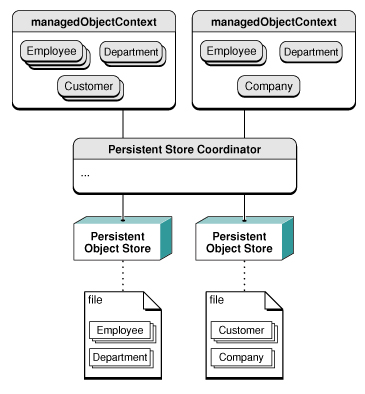 managedObjectContext
managedObjectContext
Employee
Department
Employee
Department
Customer
Company
Persistent Store Coordinator
...
Persistent
Object Store
Persistent
Object Store
file
file
Employee
Customer
Department
Company